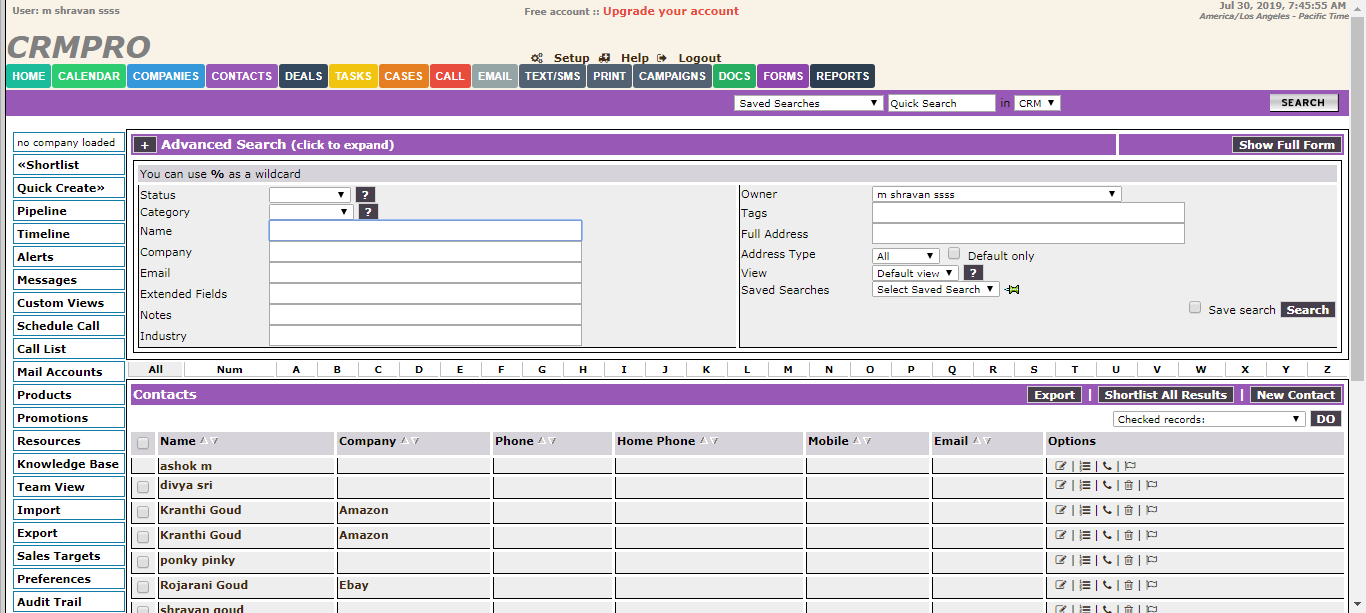 User: m shravan ssss
Free account :: Upgrade your account
Jul 30, 2019, 7:45:55 AM
America/Los Angeles - Pacific Time
CRMPRO
Setup Help Logout
HOME CALENDAR COMPANIES CONTACTS DEALS TASKS CASES CALL EMAIL TEXT/SMS PRINT CAMPAIGNS DOCS FORMS REPORTS
Saved Searches Quick Search in CRM SEARCH
no company loaded
«Shortlist
Quick Create»
Pipeline
Timeline
Alerts
Messages
Custom Views
Schedule Call
Call List
Mail Accounts
Products
Promotions
Resources
Knowledge Base
Team View
Import
Export
Sales Targets
Preferences
Audit Trail
+ Advanced Search (click to expand) Show Full Form
You can use % as a wildcard
Status ?
Category ?
Name
Company
Email
Extended Fields
Notes
Industry
Owner m shravan ssss
Tags
Full Address
Address Type All Default only
View Default view ?
Saved Searches Select Saved Search
Save search Search
All Num A B C D E F G H I J K L M N O P Q R S T U V W X Y Z
Contacts Export | Shortlist All Results | New Contact
Checked records: DO
Name Company Phone Home Phone Mobile Email Options
ashok m
divya sri
Kranthi Goud Amazon
Kranthi Goud Amazon
ponky pinky
Rojarani Goud Ebay
shravan goud